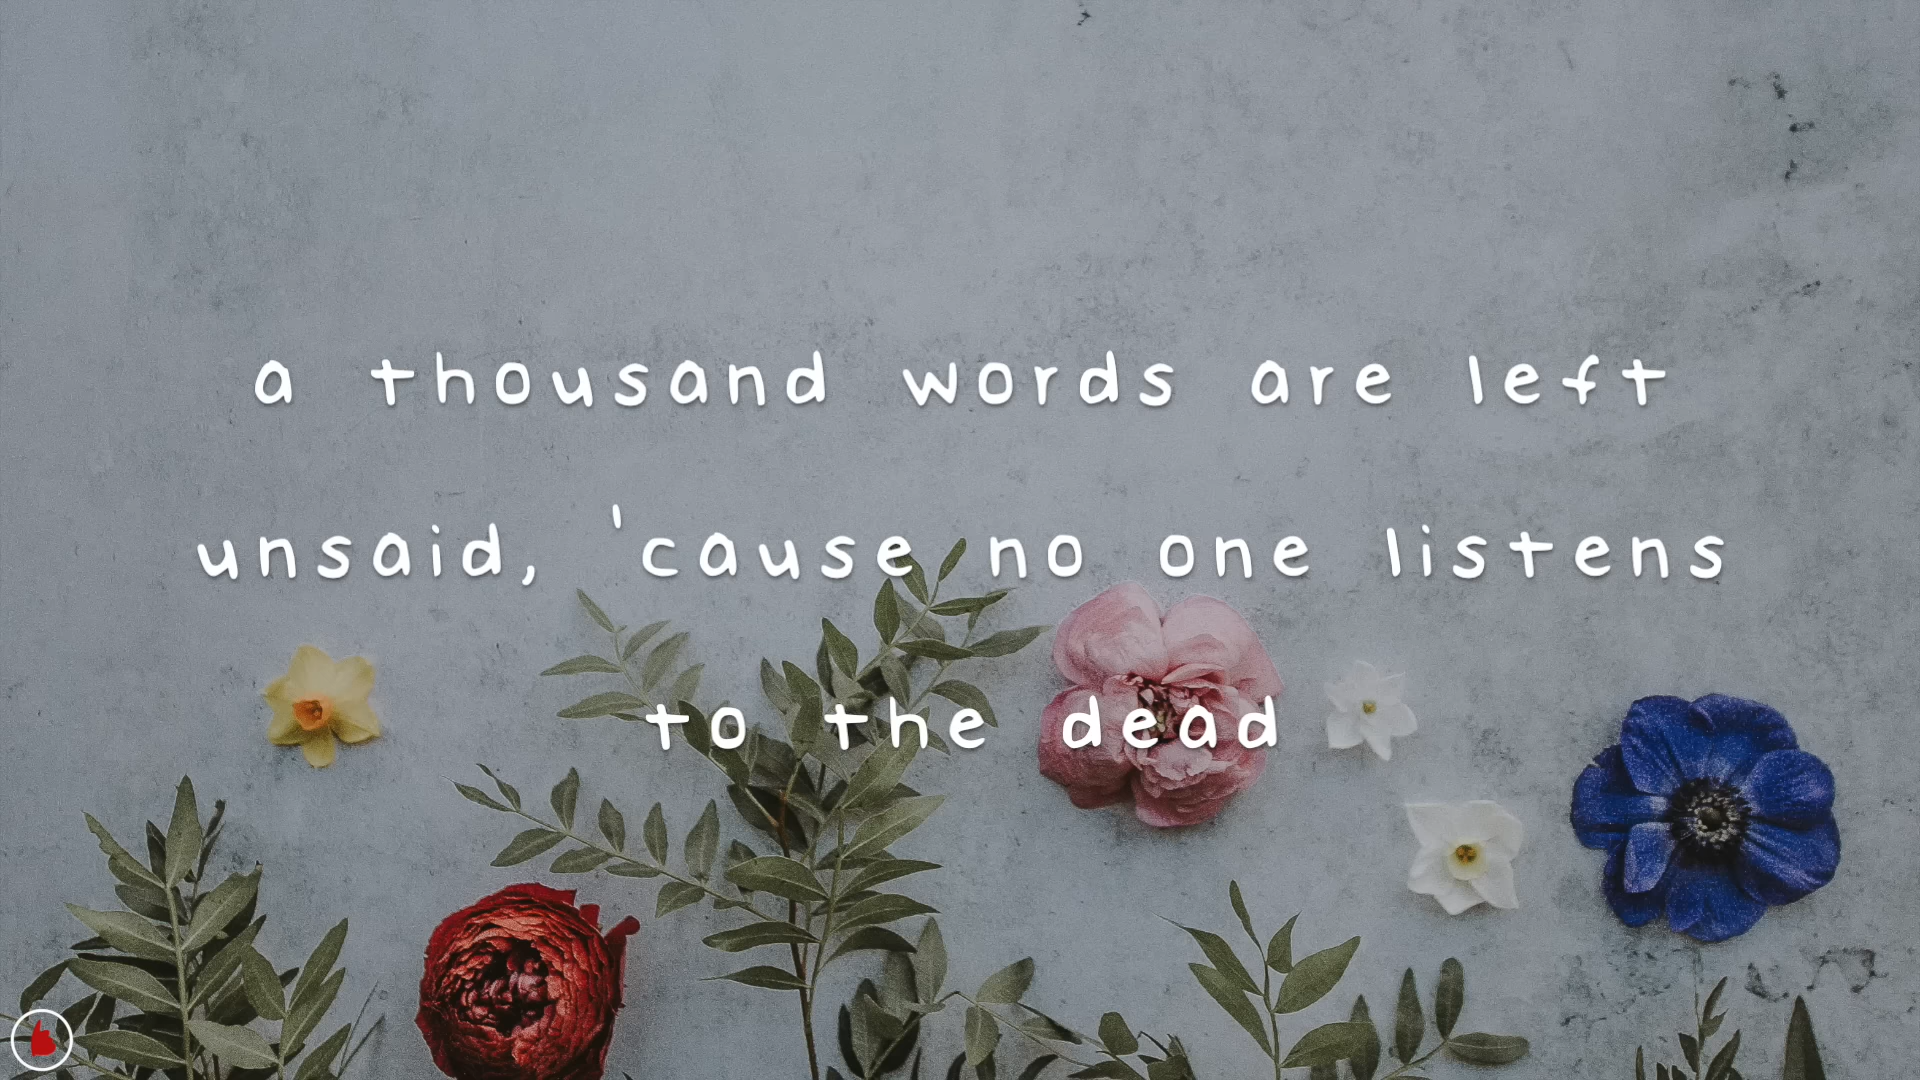 a thousand words are left
unsaid, 'cause no one listens
to the dead